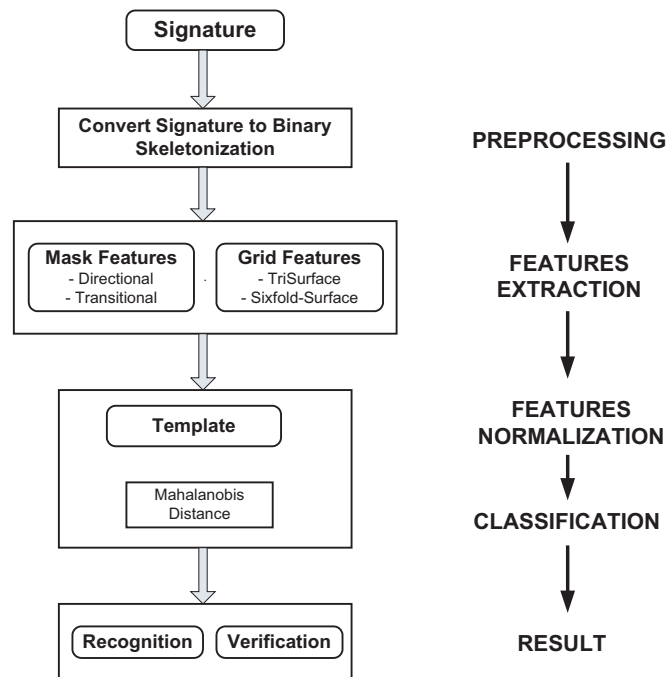 Signature
Convert Signature to Binary
Skeletonization
PREPROCESSING
Mask Features
- Directional
- Transitional
Grid Features
- TriSurface
- Sixfold-Surface
FEATURES
EXTRACTION
Template
FEATURES
NORMALIZATION
Mahalanobis
Distance
CLASSIFICATION
Recognition
Verification
RESULT